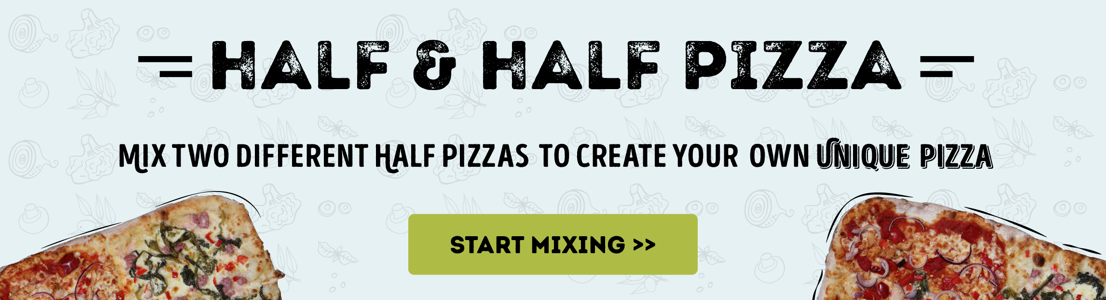 HALF & HALF PIZZA
MIX TWO DIFFERENT HALF PIZZAS TO CREATE YOUR OWN UNIQUE PIZZA
START MIXING >>